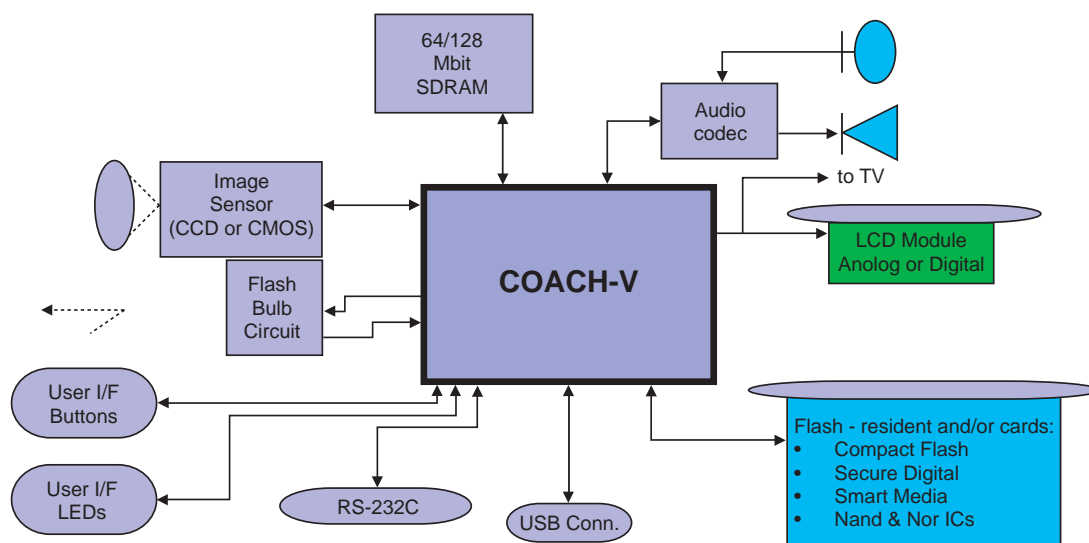 64/128
Mbit
SDRAM
Audio
codec
to TV
Image
Sensor
(CCD or CMOS)
LCD Module
Anolog or Digital
COACH-V
Flash
Bulb
Circuit
User I/F
Buttons
Flash - resident and/or cards:
• Compact Flash
• Secure Digital
• Smart Media
• Nand & Nor ICs
User I/F
LEDs
RS-232C
USB Conn.